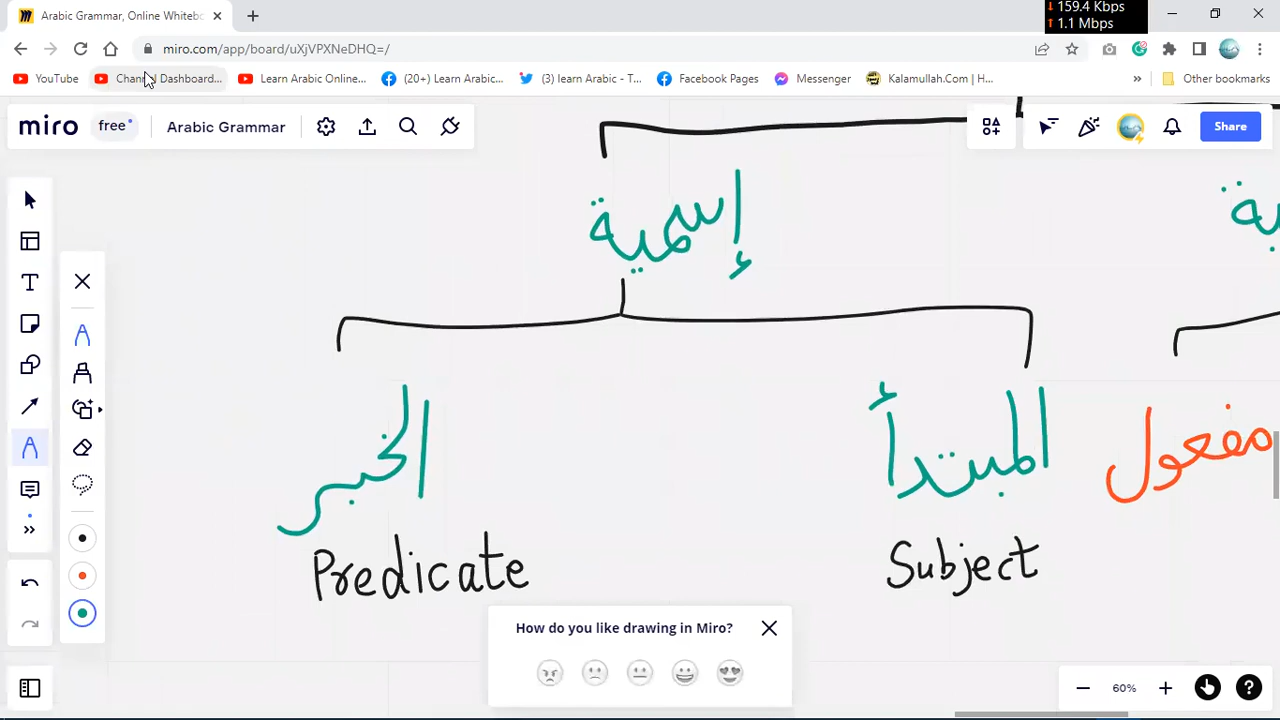 Arabic Grammar, Online Whitebo
↓ 159.4 Kbps
↑ 1.1 Mbps
miro.com/app/board/uXjVPXNeDHQ=/
YouTube
Channel Dashboard...
Learn Arabic Online...
(20+) Learn Arabic...
(3) learn Arabic - T...
Facebook Pages
Messenger
Kalamullah.Com | H...
»
Other bookmarks
miro
free
Arabic Grammar
Share
إسمية
ية
الخبر
المبتدأ
مفعول
Predicate
Subject
How do you like drawing in Miro?
60%